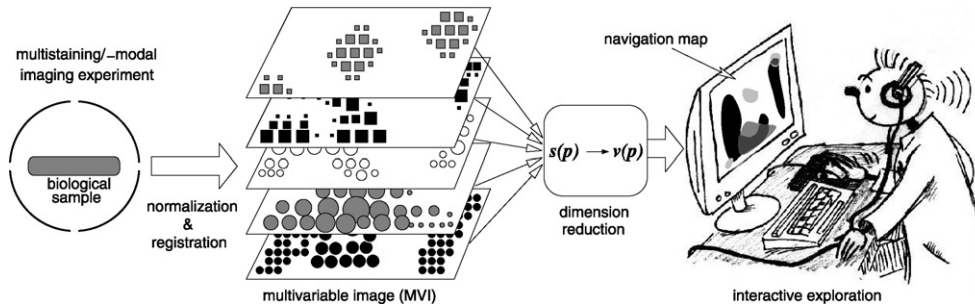 multistaining/−modal
imaging experiment
biological
sample
normalization
&
registration
multivariable image (MVI)
s(p) → v(p)
dimension
reduction
navigation map
interactive exploration